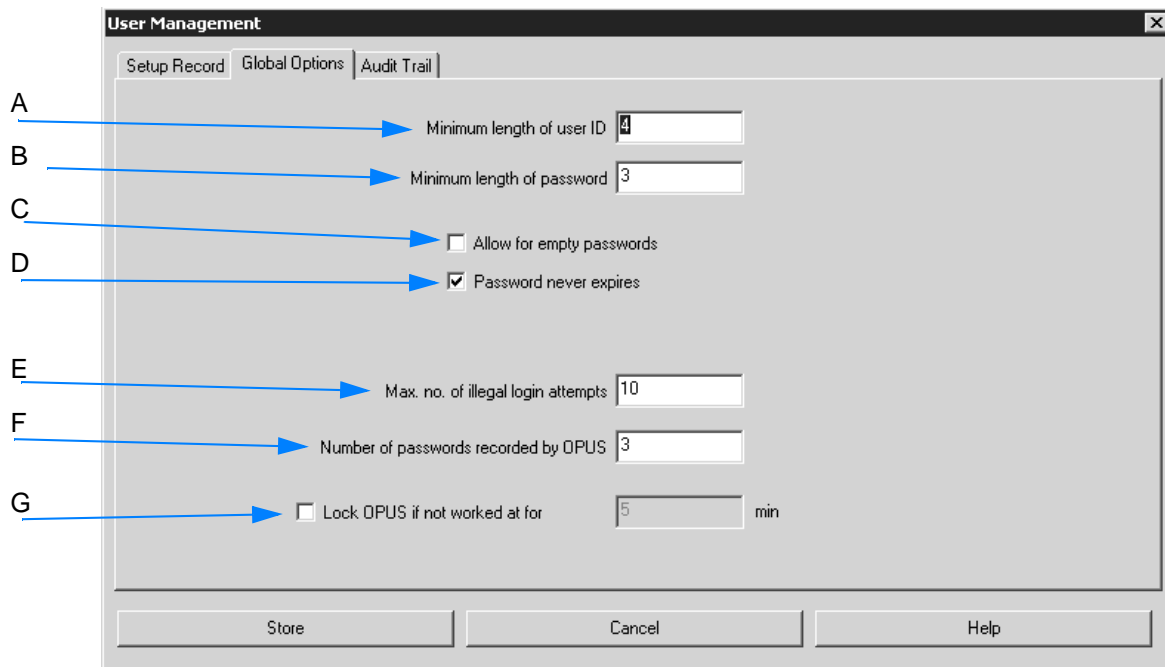 User Management
Setup Record Global Options Audit Trail
A
Minimum length of user ID 4
B
Minimum length of password 3
C
Allow for empty passwords
D
Password never expires
E
Max. no. of illegal login attempts 10
F
Number of passwords recorded by OPUS 3
G
Lock OPUS if not worked at for 5 min
Store Cancel Help